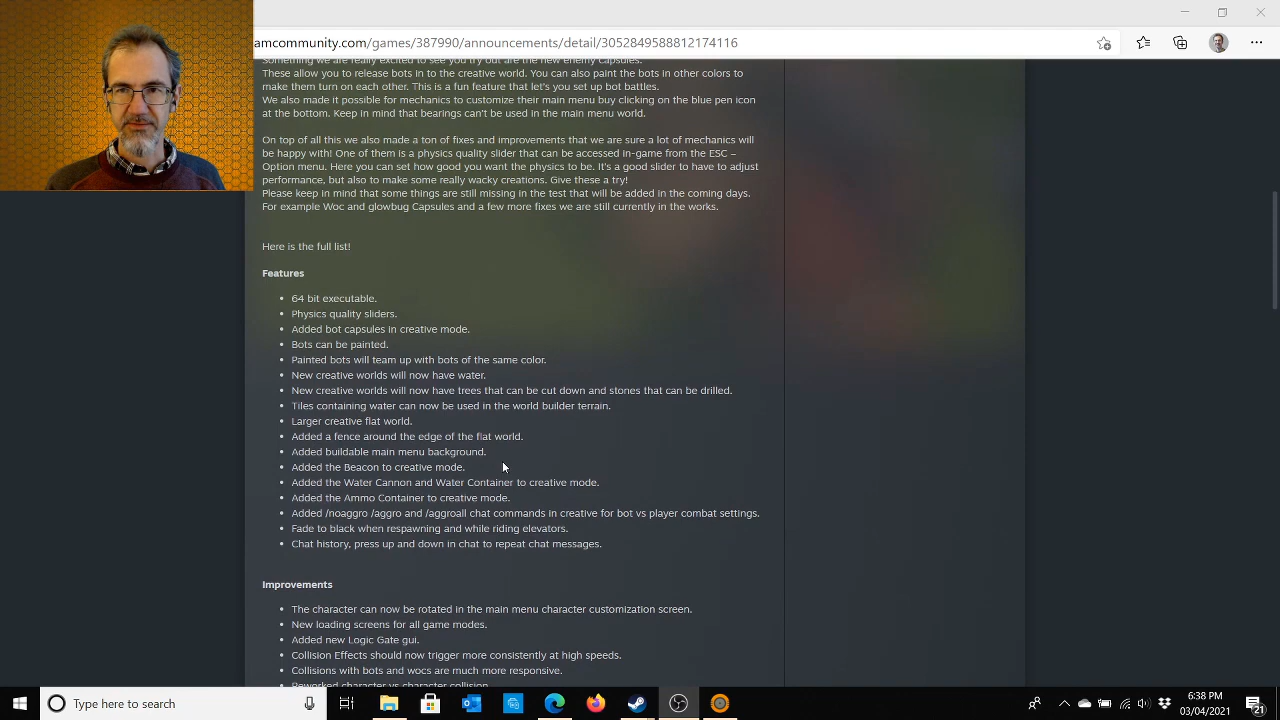 amcommunity.com/games/387990/announcements/detail/3052849588812174116
Something we are really excited to see you try out are the new enemy capsules.
These allow you to release bots in to the creative world. You can also paint the bots in other colors to
make them turn on each other. This is a fun feature that let's you set up bot battles.
We also made it possible for mechanics to customize their main menu buy clicking on the blue pen icon
at the bottom. Keep in mind that bearings can't be used in the main menu world.
On top of all this we also made a ton of fixes and improvements that we are sure a lot of mechanics will
be happy with! One of them is a physics quality slider that can be accessed in-game from the ESC –
Option menu. Here you can set how good you want the physics to be. It's a good slider to have to adjust
performance, but also to make some really wacky creations. Give these a try!
Please keep in mind that some things are still missing in the test that will be added in the coming days.
For example Woc and glowbug Capsules and a few more fixes we are still currently in the works.
Here is the full list!
Features
• 64 bit executable.
• Physics quality sliders.
• Added bot capsules in creative mode.
• Bots can be painted.
• Painted bots will team up with bots of the same color.
• New creative worlds will now have water.
• New creative worlds will now have trees that can be cut down and stones that can be drilled.
• Tiles containing water can now be used in the world builder terrain.
• Larger creative flat world.
• Added a fence around the edge of the flat world.
• Added buildable main menu background.
• Added the Beacon to creative mode.
• Added the Water Cannon and Water Container to creative mode.
• Added the Ammo Container to creative mode.
• Added /noaggro /aggro and /aggroall chat commands in creative for bot vs player combat settings.
• Fade to black when respawning and while riding elevators.
• Chat history, press up and down in chat to repeat chat messages.
Improvements
• The character can now be rotated in the main menu character customization screen.
• New loading screens for all game modes.
• Added new Logic Gate gui.
• Collision Effects should now trigger more consistently at high speeds.
• Collisions with bots and wocs are much more responsive.
• Reworked character vs character collision.
Type here to search
6:38 PM
03/04/2021
21